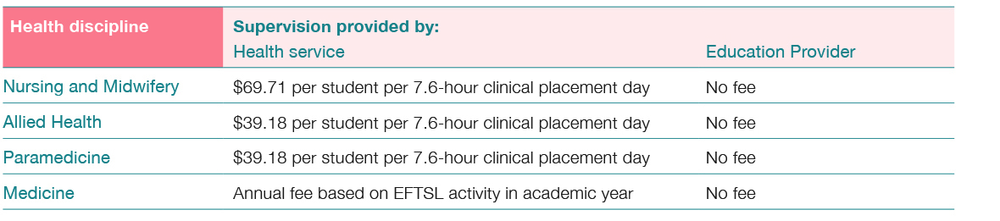 Health discipline Supervision provided by:
Health service Education Provider
Nursing and Midwifery $69.71 per student per 7.6-hour clinical placement day No fee
Allied Health $39.18 per student per 7.6-hour clinical placement day No fee
Paramedicine $39.18 per student per 7.6-hour clinical placement day No fee
Medicine Annual fee based on EFTSL activity in academic year No fee